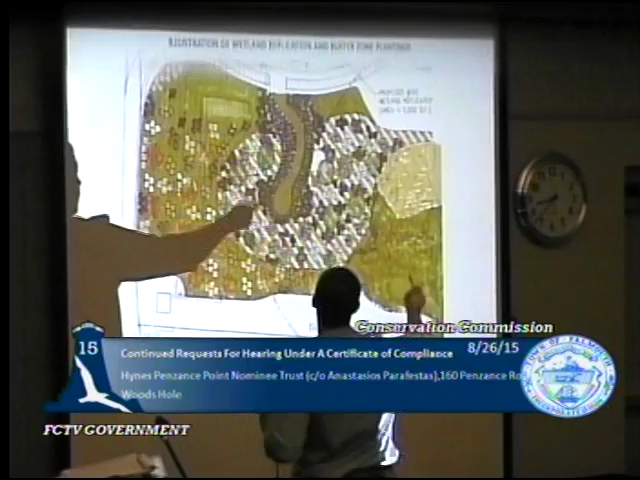 ILLUSTRATION OF WETLAND REPLICATION AND BUFFER ZONE PLANTINGS
Conservation Commission
15
Continued Requests For Hearing Under A Certificate of Compliance
8/26/15
Hynes Penzance Point Nominee Trust (c/o Anastasios Parafestas),160 Penzance
Woods Hole
FCTV GOVERNMENT